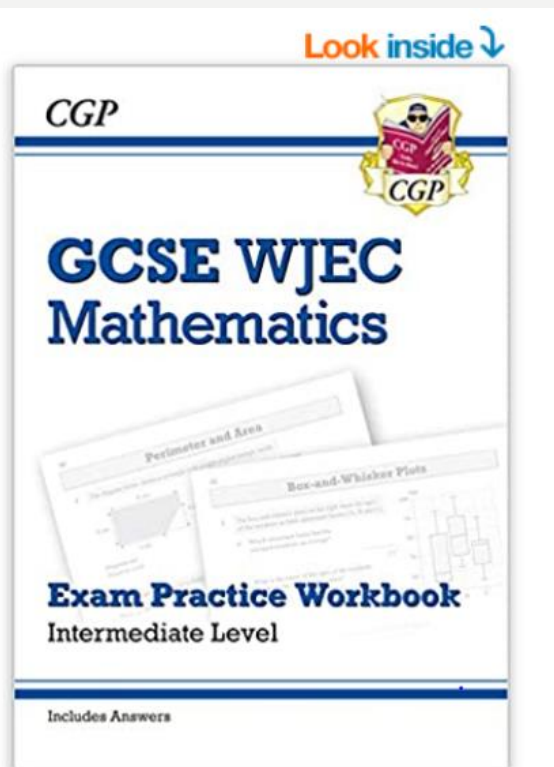 Look inside
CGP
CGP
CGP
GCSE WJEC
Mathematics
Perimeter and Area
Box-and-Whisker Plots
Exam Practice Workbook
Intermediate Level
Includes Answers